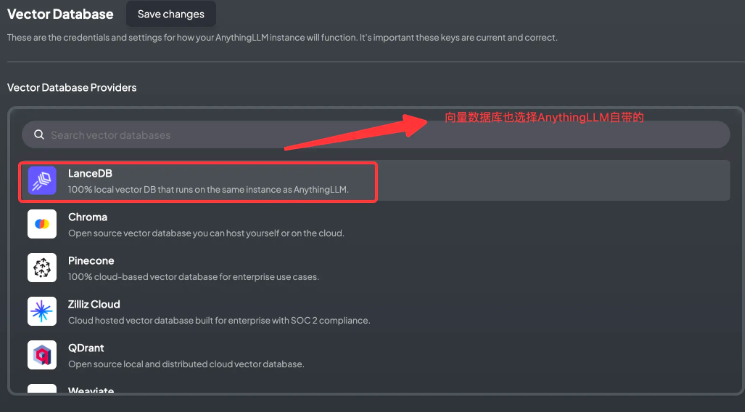 Vector Database
Save changes
These are the credentials and settings for how your AnythingLLM instance will function. It's important these keys are current and correct.
Vector Database Providers
向量数据库也选择AnythingLLM自带的
Search vector databases
LanceDB
100% local vector DB that runs on the same instance as AnythingLLM.
Chroma
Open source vector database you can host yourself or on the cloud.
Pinecone
100% cloud-based vector database for enterprise use cases.
Zilliz Cloud
Cloud hosted vector database built for enterprise with SOC 2 compliance.
QDrant
Open source local and distributed cloud vector database.
Weaviate